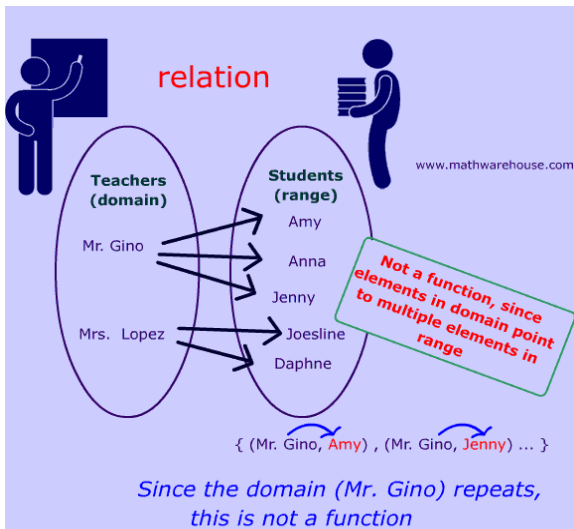 relation
www.mathwarehouse.com
Teachers
(domain)
Students
(range)
Mr. Gino
Mrs. Lopez
Amy
Anna
Jenny
Joesline
Daphne
Not a function, since
elements in domain point
to multiple elements in
range
{ (Mr. Gino, Amy) , (Mr. Gino, Jenny) ... }
Since the domain (Mr. Gino) repeats,
this is not a function